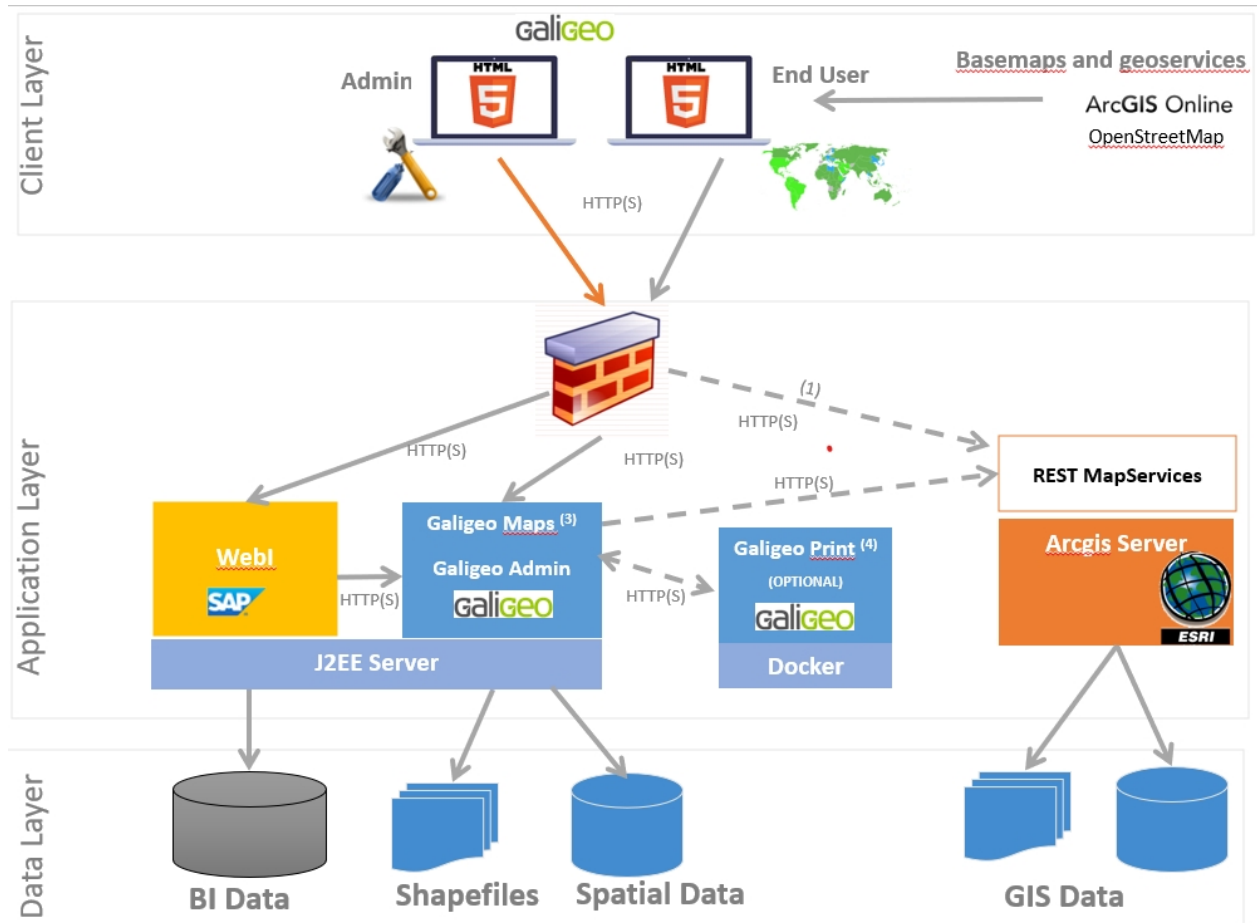 Client Layer
GaliGEO
Admin
HTML
5
HTML
5
End User
Basemaps and geoservices
ArcGIS Online
OpenStreetMap
HTTP(S)
Application Layer
(1)
HTTP(S)
HTTP(S)
HTTP(S)
HTTP(S)
REST MapServices
WebI
SAP
HTTP(S)
Galigeo Maps (3)
Galigeo Admin
GaliGEO
HTTP(S)
Galigeo Print (4)
(OPTIONAL)
GaliGEO
Arcgis Server
ESRI
J2EE Server
Docker
Data Layer
BI Data
Shapefiles
Spatial Data
GIS Data